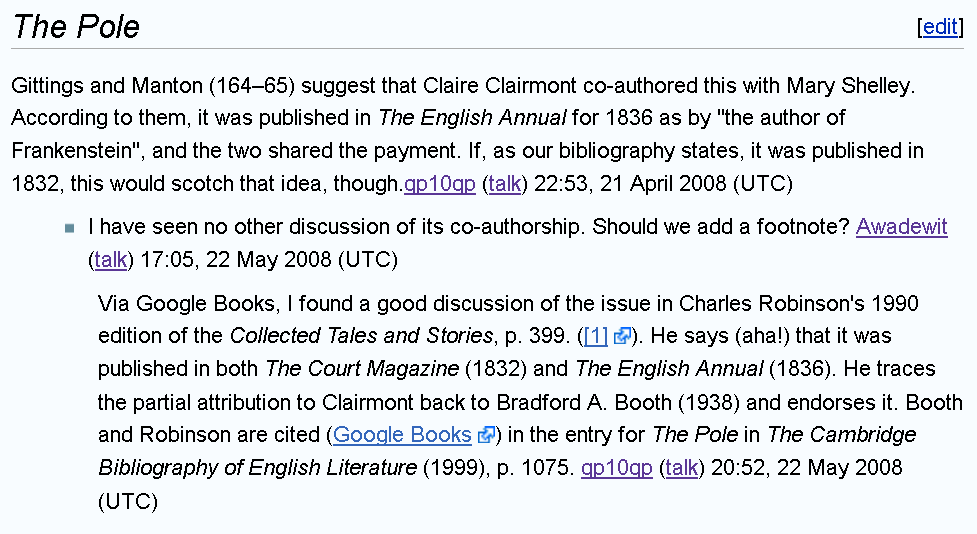 The Pole
[edit]
Gittings and Manton (164–65) suggest that Claire Clairmont co-authored this with Mary Shelley.
According to them, it was published in The English Annual for 1836 as by "the author of
Frankenstein", and the two shared the payment. If, as our bibliography states, it was published in
1832, this would scotch that idea, though.qp10qp (talk) 22:53, 21 April 2008 (UTC)
I have seen no other discussion of its co-authorship. Should we add a footnote? Awadewit
(talk) 17:05, 22 May 2008 (UTC)
Via Google Books, I found a good discussion of the issue in Charles Robinson's 1990
edition of the Collected Tales and Stories, p. 399. ([1]). He says (aha!) that it was
published in both The Court Magazine (1832) and The English Annual (1836). He traces
the partial attribution to Clairmont back to Bradford A. Booth (1938) and endorses it. Booth
and Robinson are cited (Google Books) in the entry for The Pole in The Cambridge
Bibliography of English Literature (1999), p. 1075. qp10qp (talk) 20:52, 22 May 2008
(UTC)